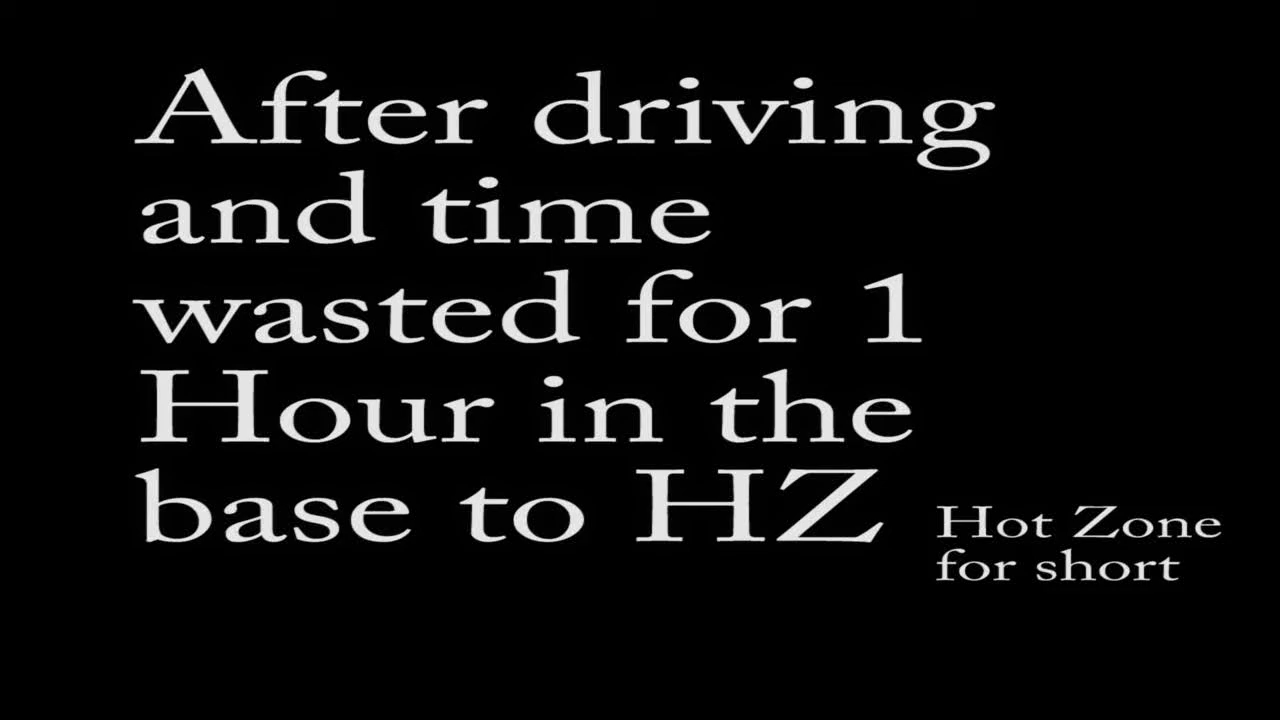 After driving
and time
wasted for 1
Hour in the
base to HZ
Hot Zone
for short